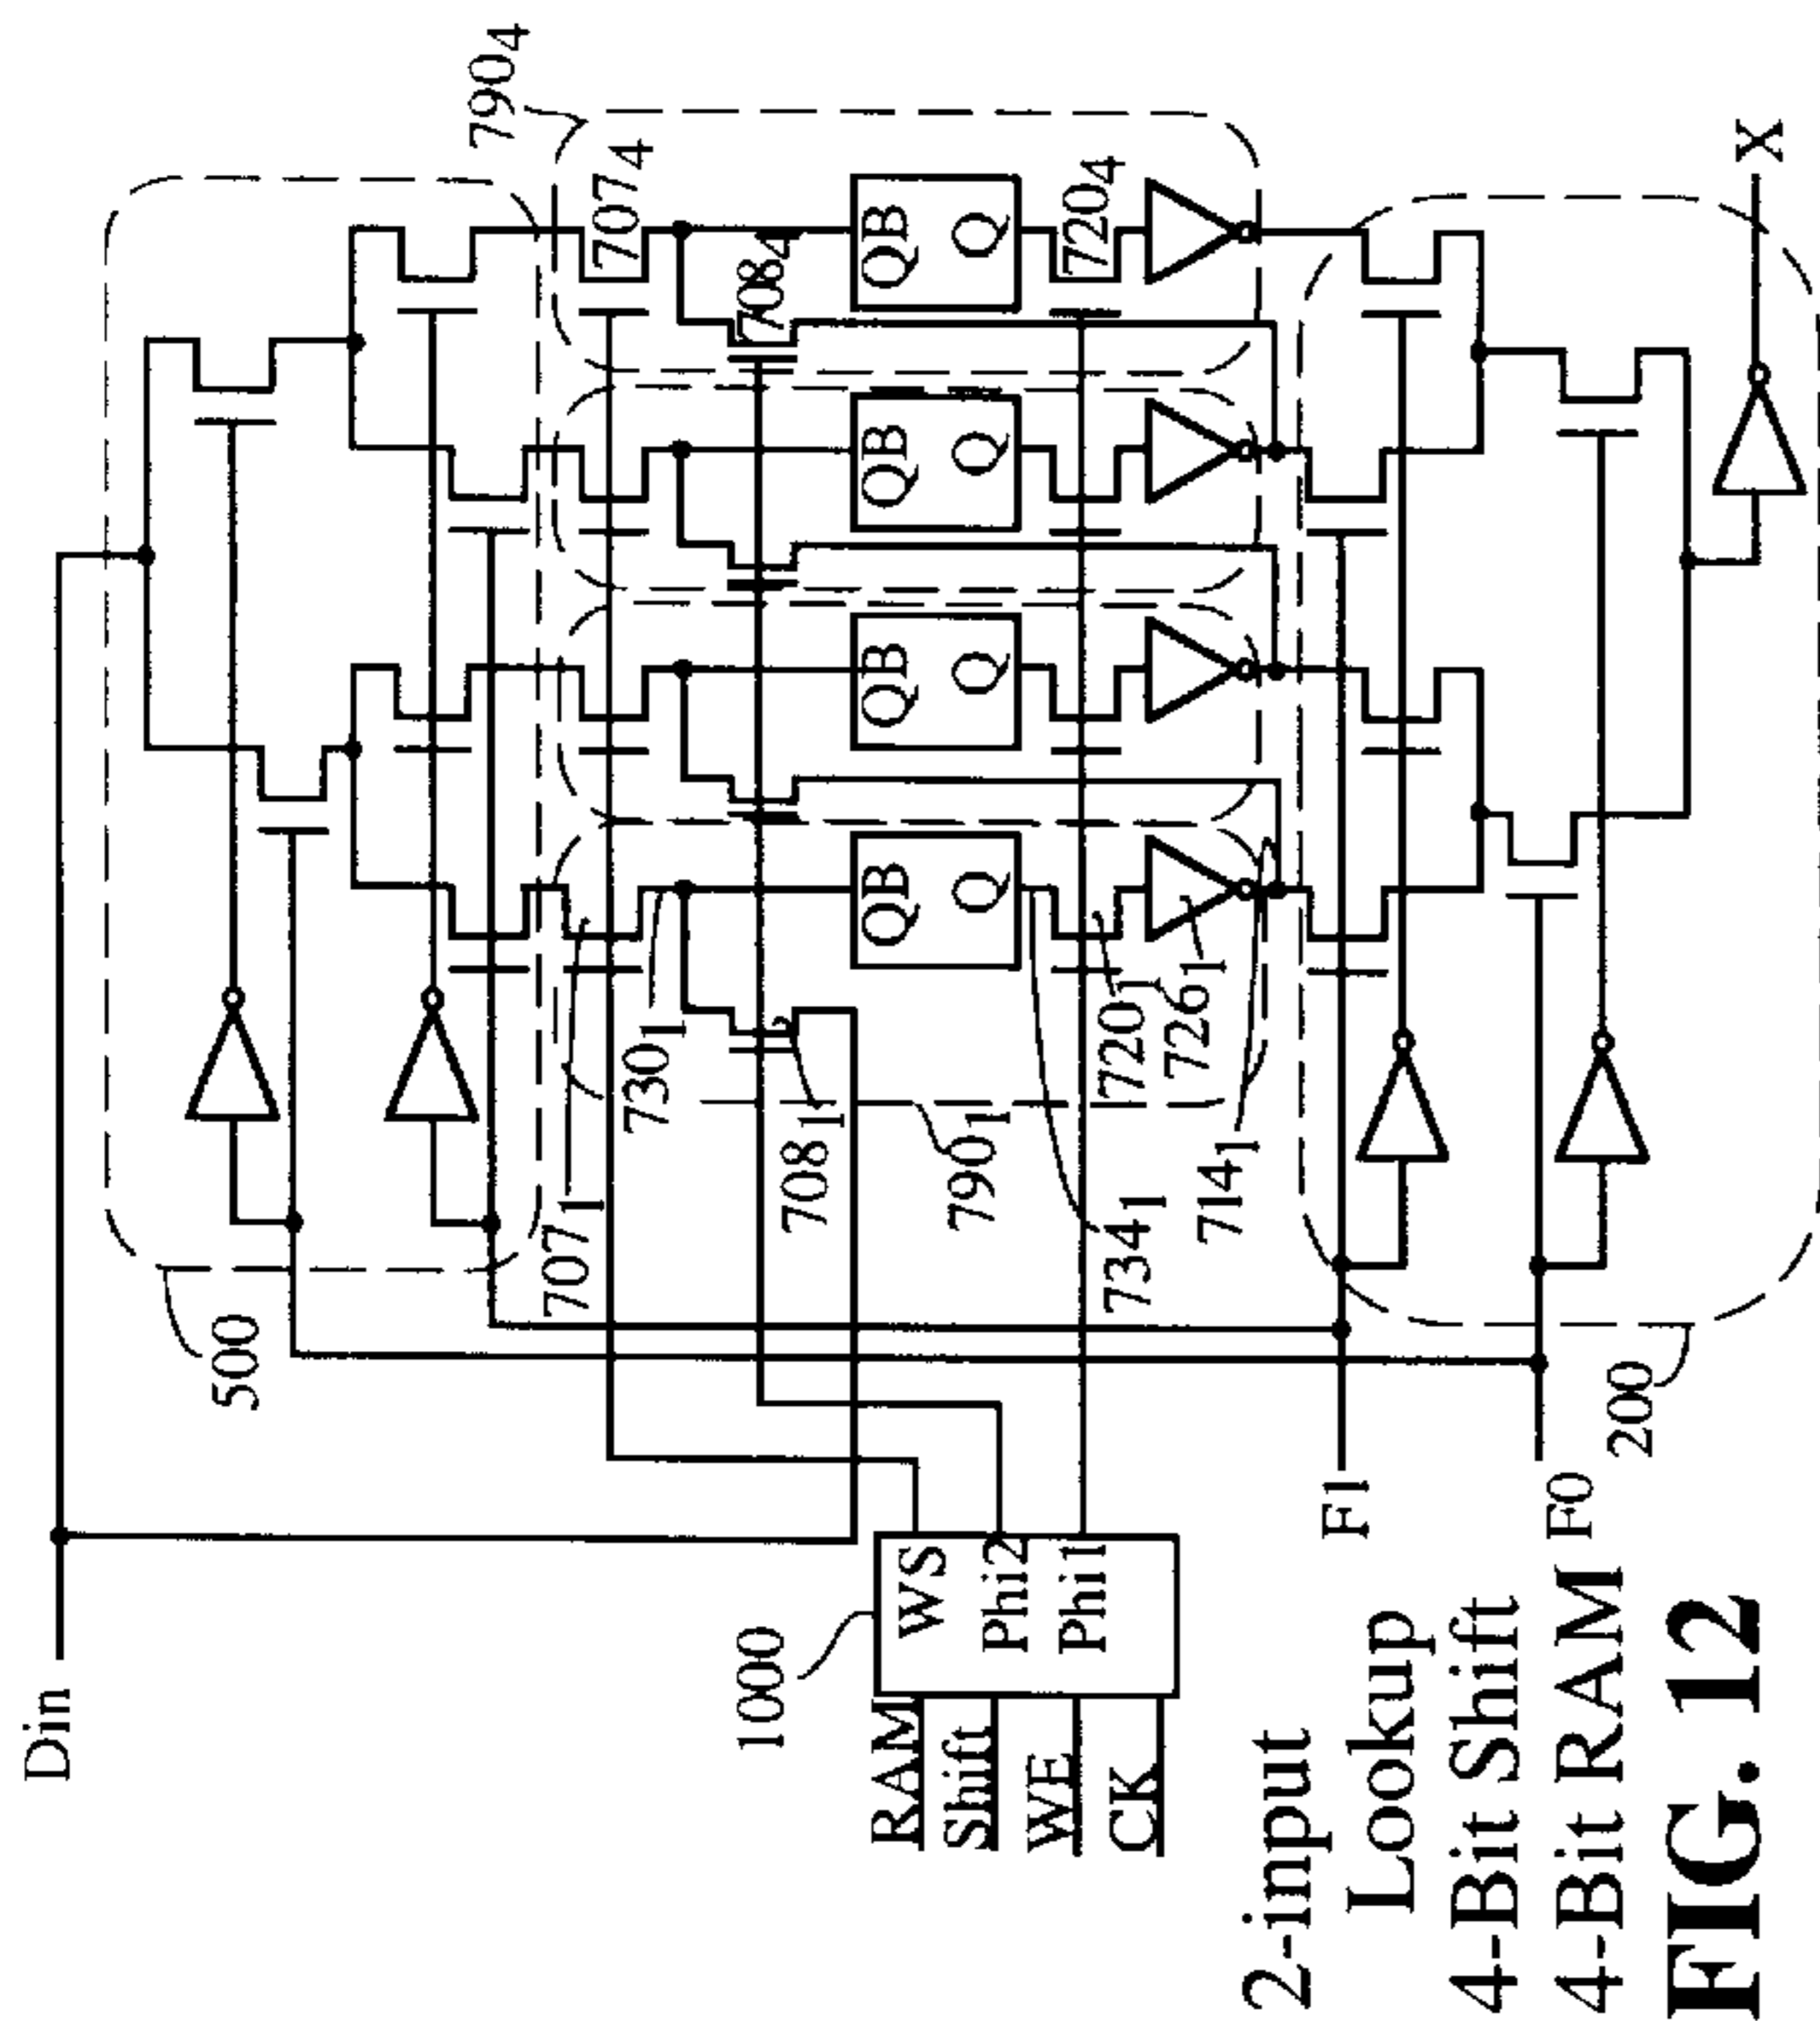 Din
500
790₄
707₄
708₄
720₄
QB
Q
QB
Q
QB
Q
QB
Q
707₁
730₁
708₁
790₁
734₁
720₁
726₁
714₁
1000
WS
Phi2
Phi1
RAM
Shift
WE
CK
F1
F0
200
X
2-input
Lookup
4-Bit Shift
4-Bit RAM
FIG. 12